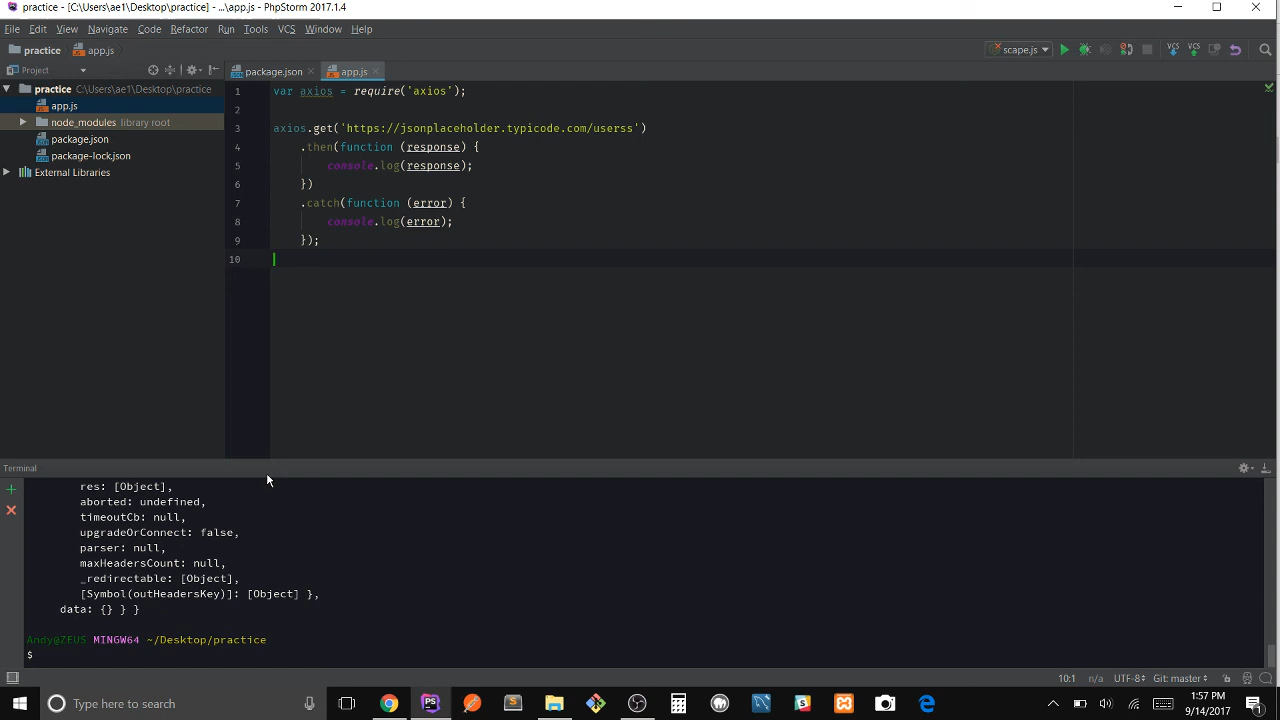 practice - [C:\Users\ae1\Desktop\practice] - ...\app.js - PhpStorm 2017.1.4
File Edit View Navigate Code Refactor Run Tools VCS Window Help
practice app.js scape.js VCS VCS
Project package.json app.js
practice C:\Users\ae1\Desktop\practice
app.js
node_modules library root
package.json
package-lock.json
External Libraries
1 var axios = require('axios');
2
3 axios.get('https://jsonplaceholder.typicode.com/userss')
4 .then(function (response) {
5 console.log(response);
6 })
7 .catch(function (error) {
8 console.log(error);
9 });
10
Terminal
res: [Object],
aborted: undefined,
timeoutCb: null,
upgradeOrConnect: false,
parser: null,
maxHeadersCount: null,
_redirectable: [Object],
[Symbol(outHeadersKey)]: [Object] },
data: {} } }
Andy@ZEUS MINGW64 ~/Desktop/practice
$
10:1 n/a UTF-8 Git: master
Type here to search PS S 1:57 PM
9/14/2017 1